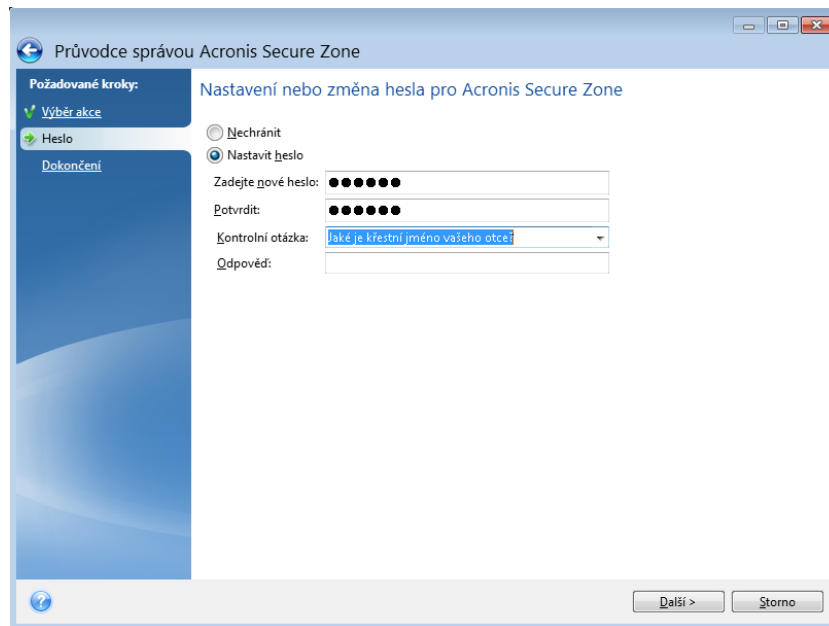 Průvodce správou Acronis Secure Zone
Požadované kroky:
Výběr akce
Heslo
Dokončení
Nastavení nebo změna hesla pro Acronis Secure Zone
Nechránit
Nastavit heslo
Zadejte nové heslo: ●●●●●●
Potvrdit: ●●●●●●
Kontrolní otázka: Jaké je křestní jméno vašeho otce?
Odpověď:
Další >
Storno